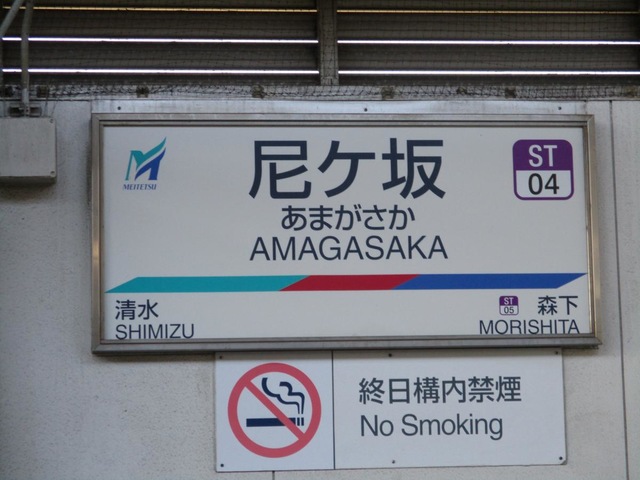 MEITETSU
尼ケ坂
ST
04
あまがさか
AMAGASAKA
清水
SHIMIZU
ST
05
森下
MORISHITA
終日構内禁煙
No Smoking